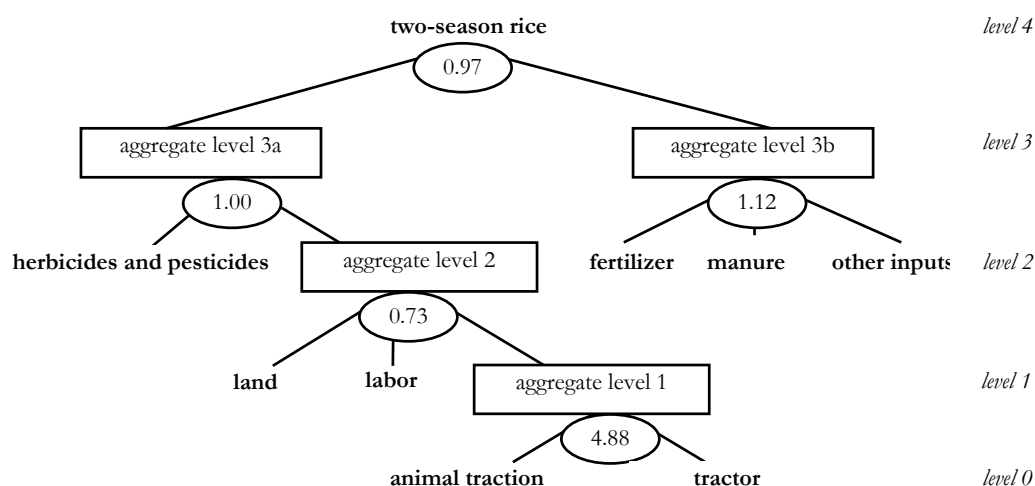 two-season rice level 4
0.97
aggregate level 3a aggregate level 3b level 3
1.00 1.12
herbicides and pesticides aggregate level 2 fertilizer manure other inputs level 2
0.73
land labor aggregate level 1 level 1
4.88
animal traction tractor level 0